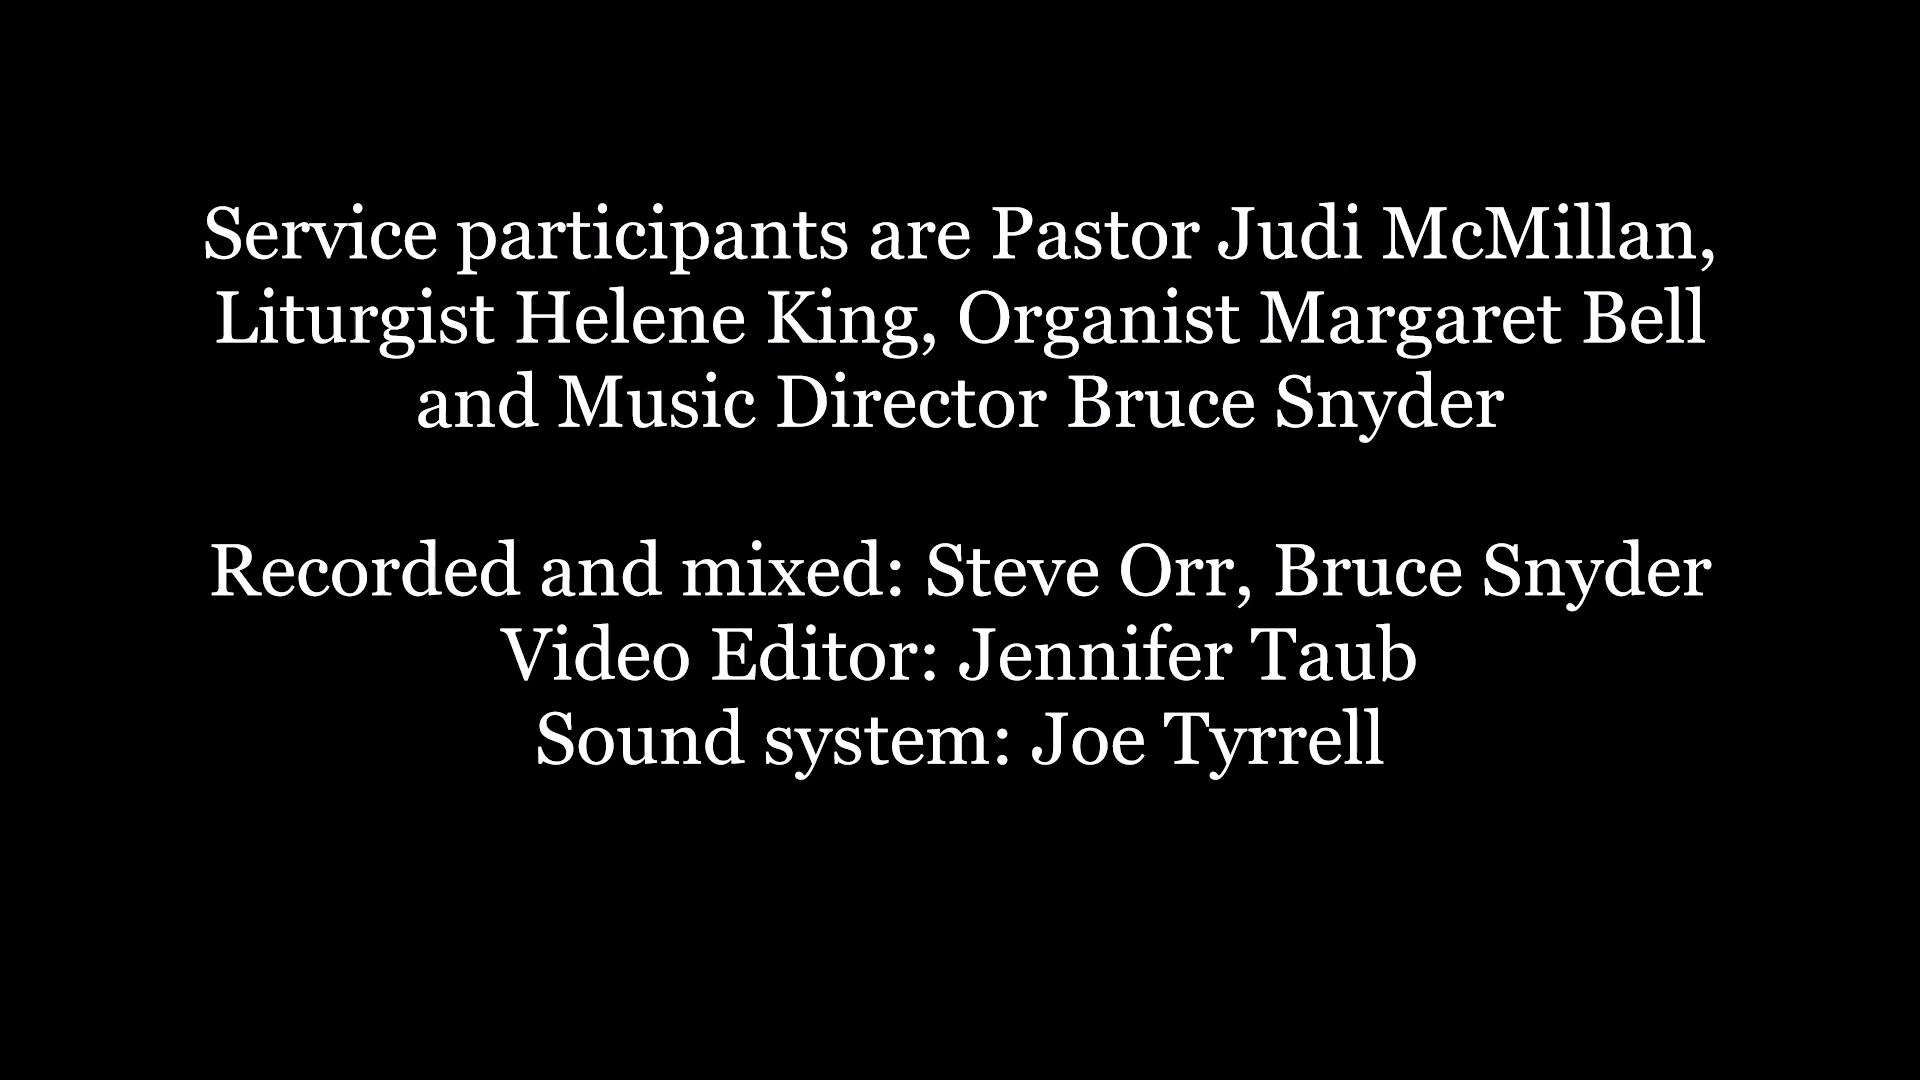 Service participants are Pastor Judi McMillan,
Liturgist Helene King, Organist Margaret Bell
and Music Director Bruce Snyder
Recorded and mixed: Steve Orr, Bruce Snyder
Video Editor: Jennifer Taub
Sound system: Joe Tyrrell